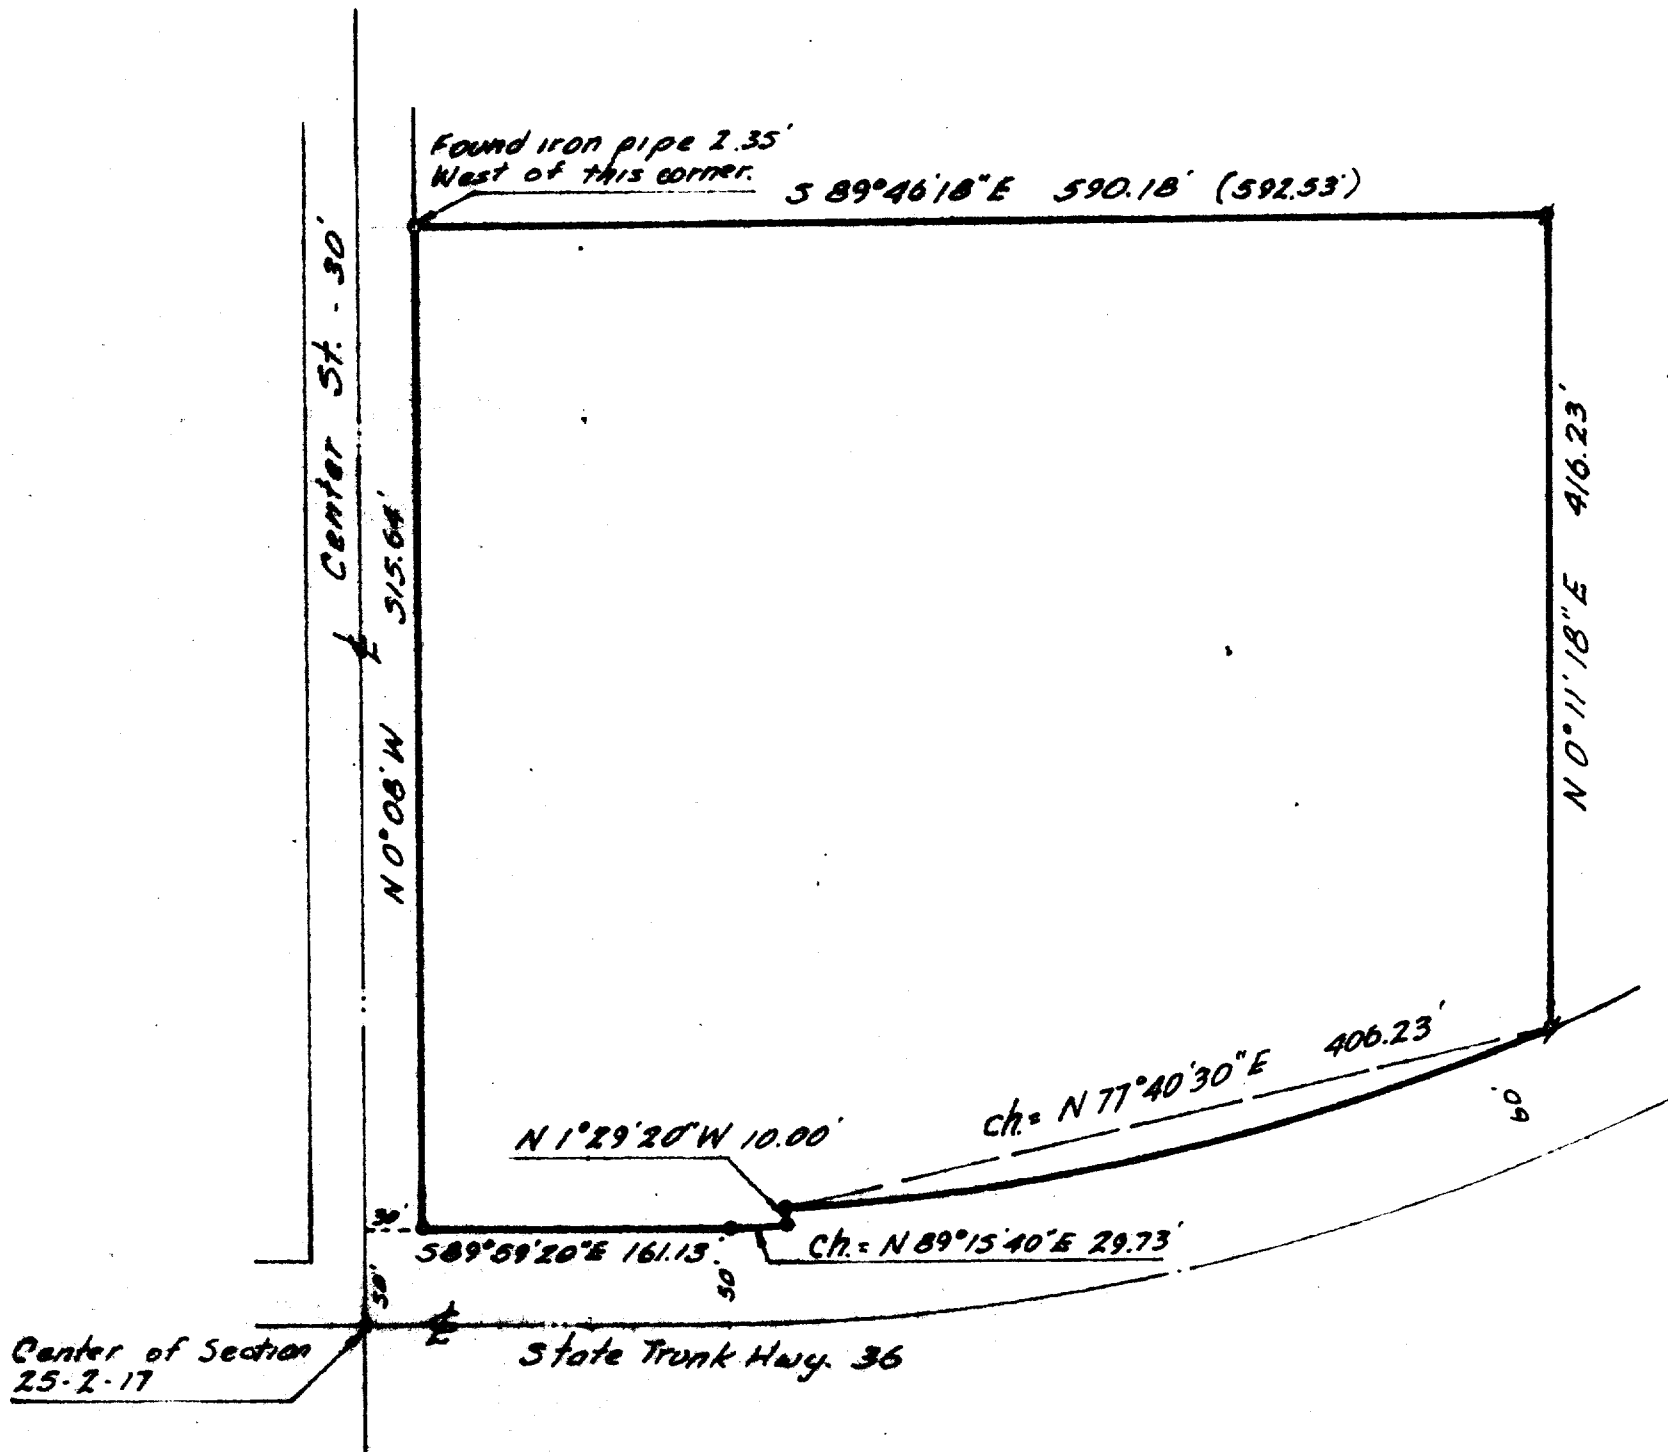 Found iron pipe 2.35'
West of this corner.
S 89°46'18" E 590.18' (592.53')
Center St. - 30'
N 0°08' W 515.64'
N 0°11'18" E 416.23'
ch.= N 77°40'30" E 406.23'
60'
N 1°29'20" W 10.00'
30'
S 89°59'20" E 161.13'
ch.= N 89°15'40" E 29.73'
50'
50'
Center of Section
25-2-17
State Trunk Hwy. 36